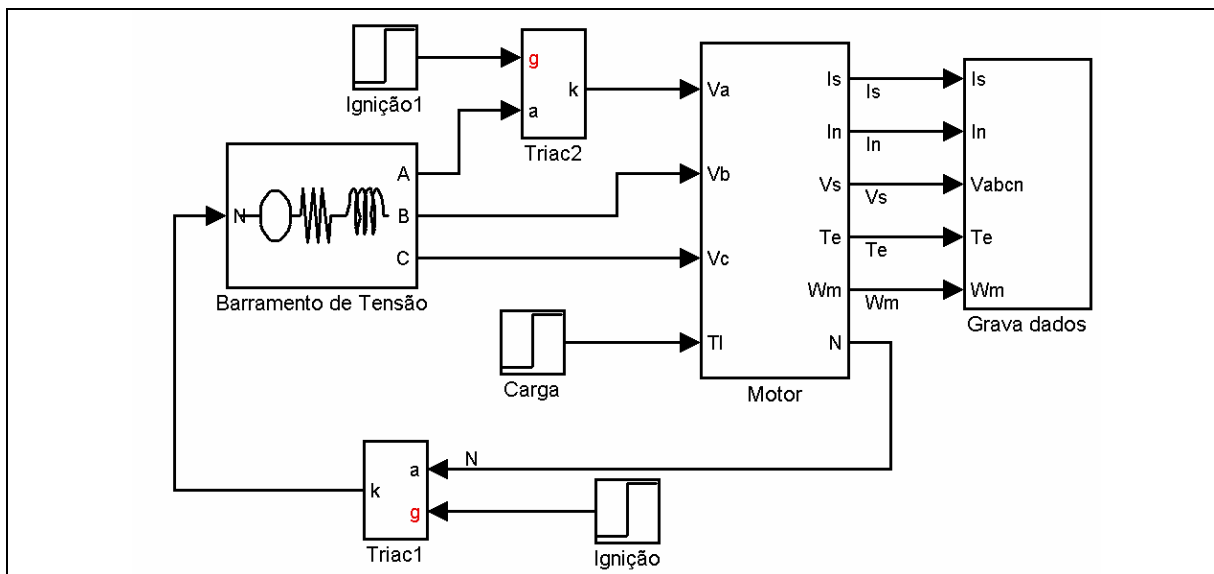 Ignição1
g
a
k
Triac2
N
A
B
C
Barramento de Tensão
Carga
Va
Vb
Vc
Tl
Is
In
Vs
Te
Wm
N
Motor
Is
In
Vs
Te
Wm
Is
In
Vabcn
Te
Wm
Grava dados
N
a
g
k
Triac1
Ignição